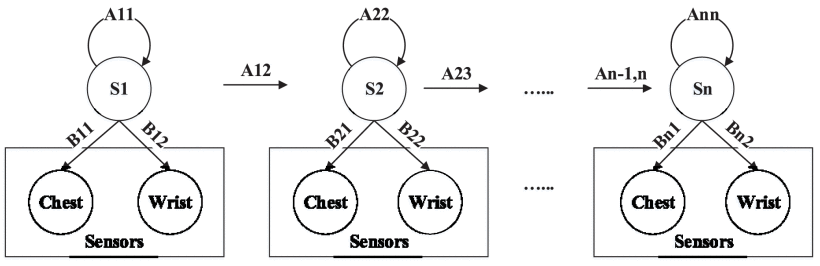 A11 A22 Ann
S1 A12 S2 A23 ...... An-1,n Sn
B11 B12 B21 B22 Bn1 Bn2
Chest Wrist Chest Wrist ...... Chest Wrist
Sensors Sensors Sensors